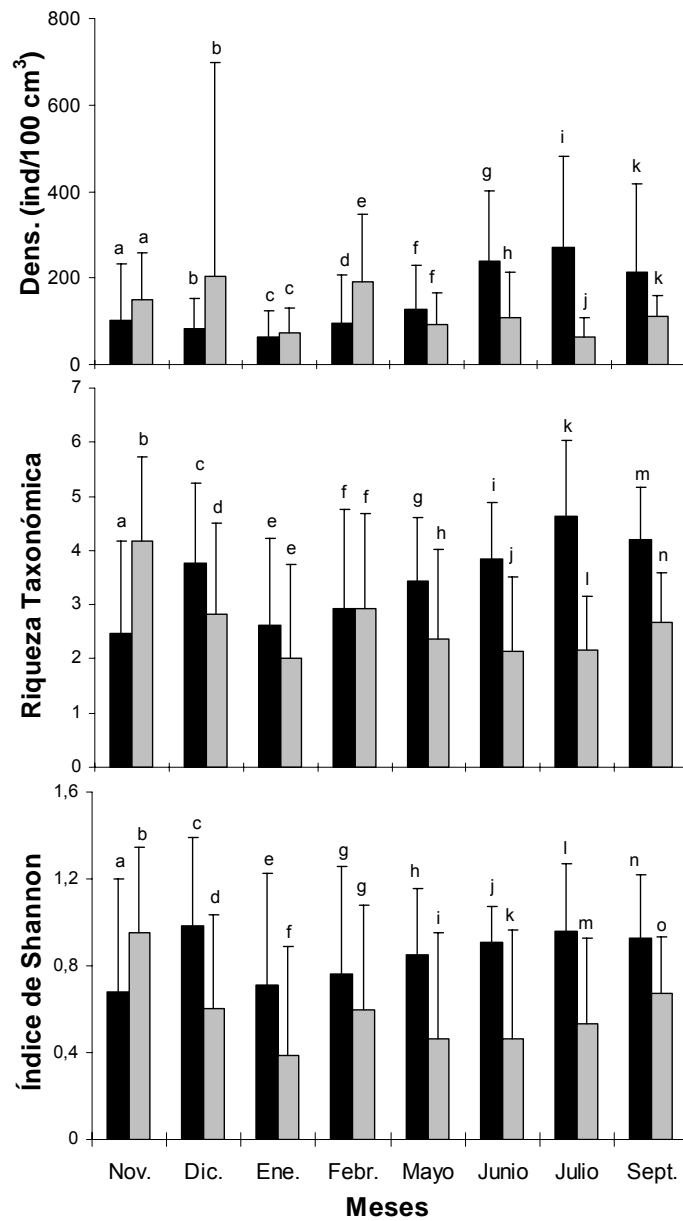 800
600
400
200
0
Dens. (ind/100 cm³)
a a b b c c d e f f g h i j k k
7
6
5
4
3
2
1
0
Riqueza Taxonómica
a b c d e e f f g h i j k l m n
1,6
1,2
0,8
0,4
0
Índice de Shannon
a b c d e f g g h i j k l m n o
Nov. Dic. Ene. Febr. Mayo Junio Julio Sept.
Meses